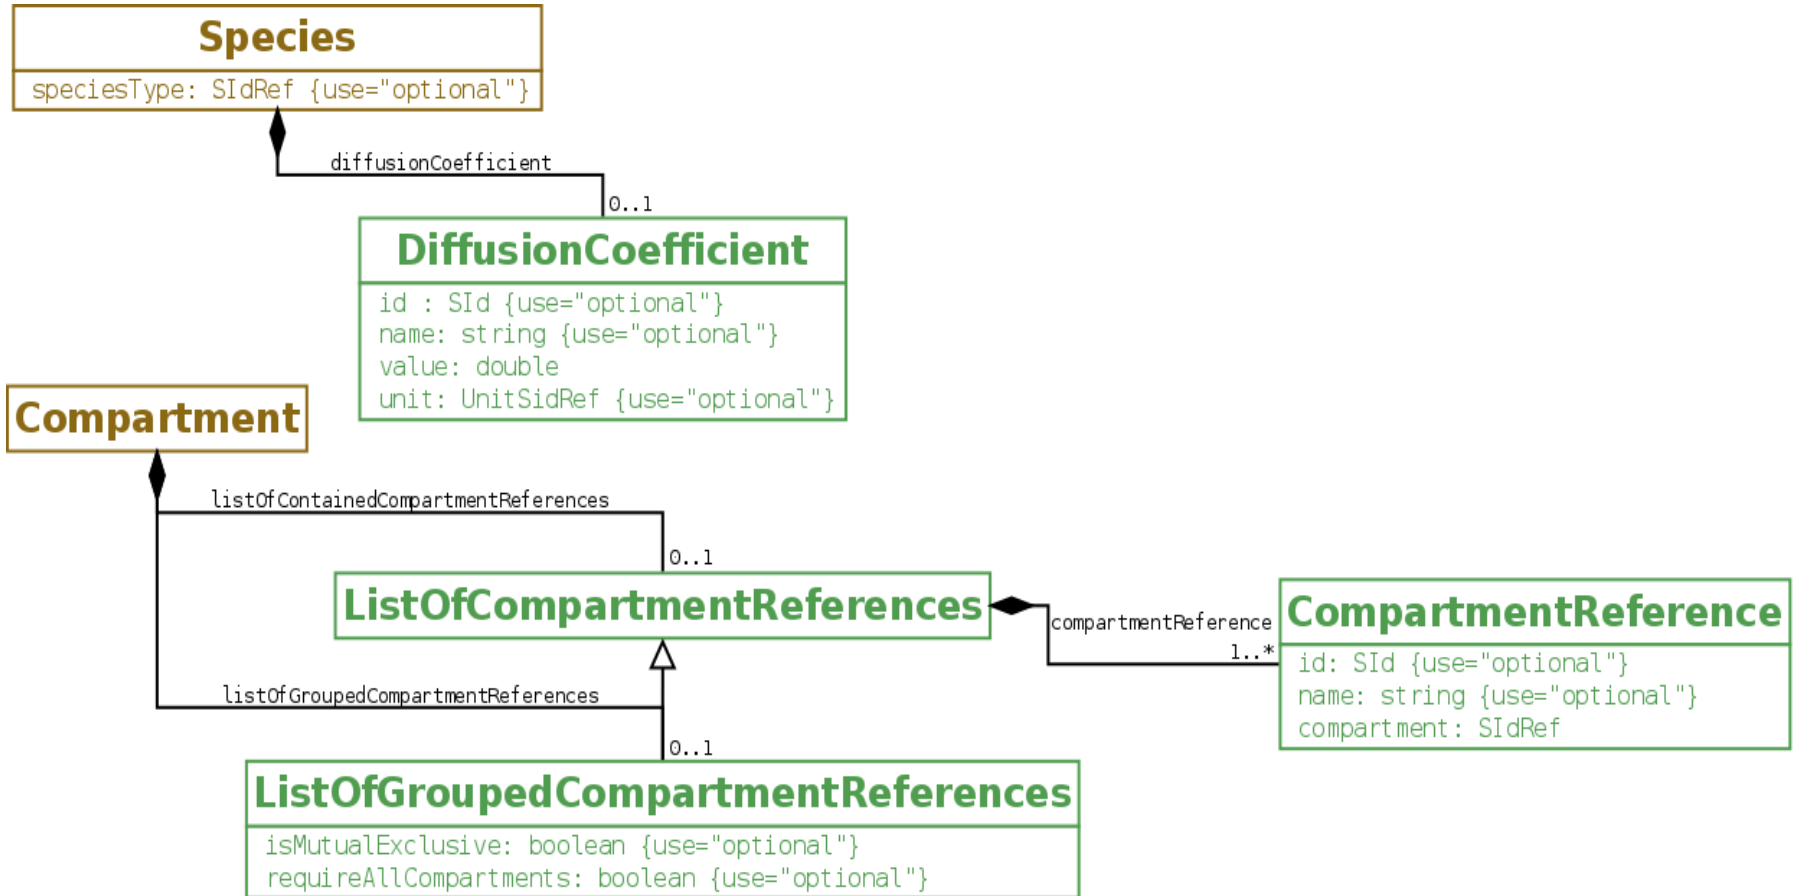 Species
speciesType: SIdRef {use="optional"}
diffusionCoefficient
0..1
DiffusionCoefficient
id : SId {use="optional"}
name: string {use="optional"}
value: double
unit: UnitSidRef {use="optional"}
Compartment
listOfContainedCompartmentReferences
0..1
ListOfCompartmentReferences
compartmentReference
1..*
CompartmentReference
id: SId {use="optional"}
name: string {use="optional"}
compartment: SIdRef
listOfGroupedCompartmentReferences
0..1
ListOfGroupedCompartmentReferences
isMutualExclusive: boolean {use="optional"}
requireAllCompartments: boolean {use="optional"}